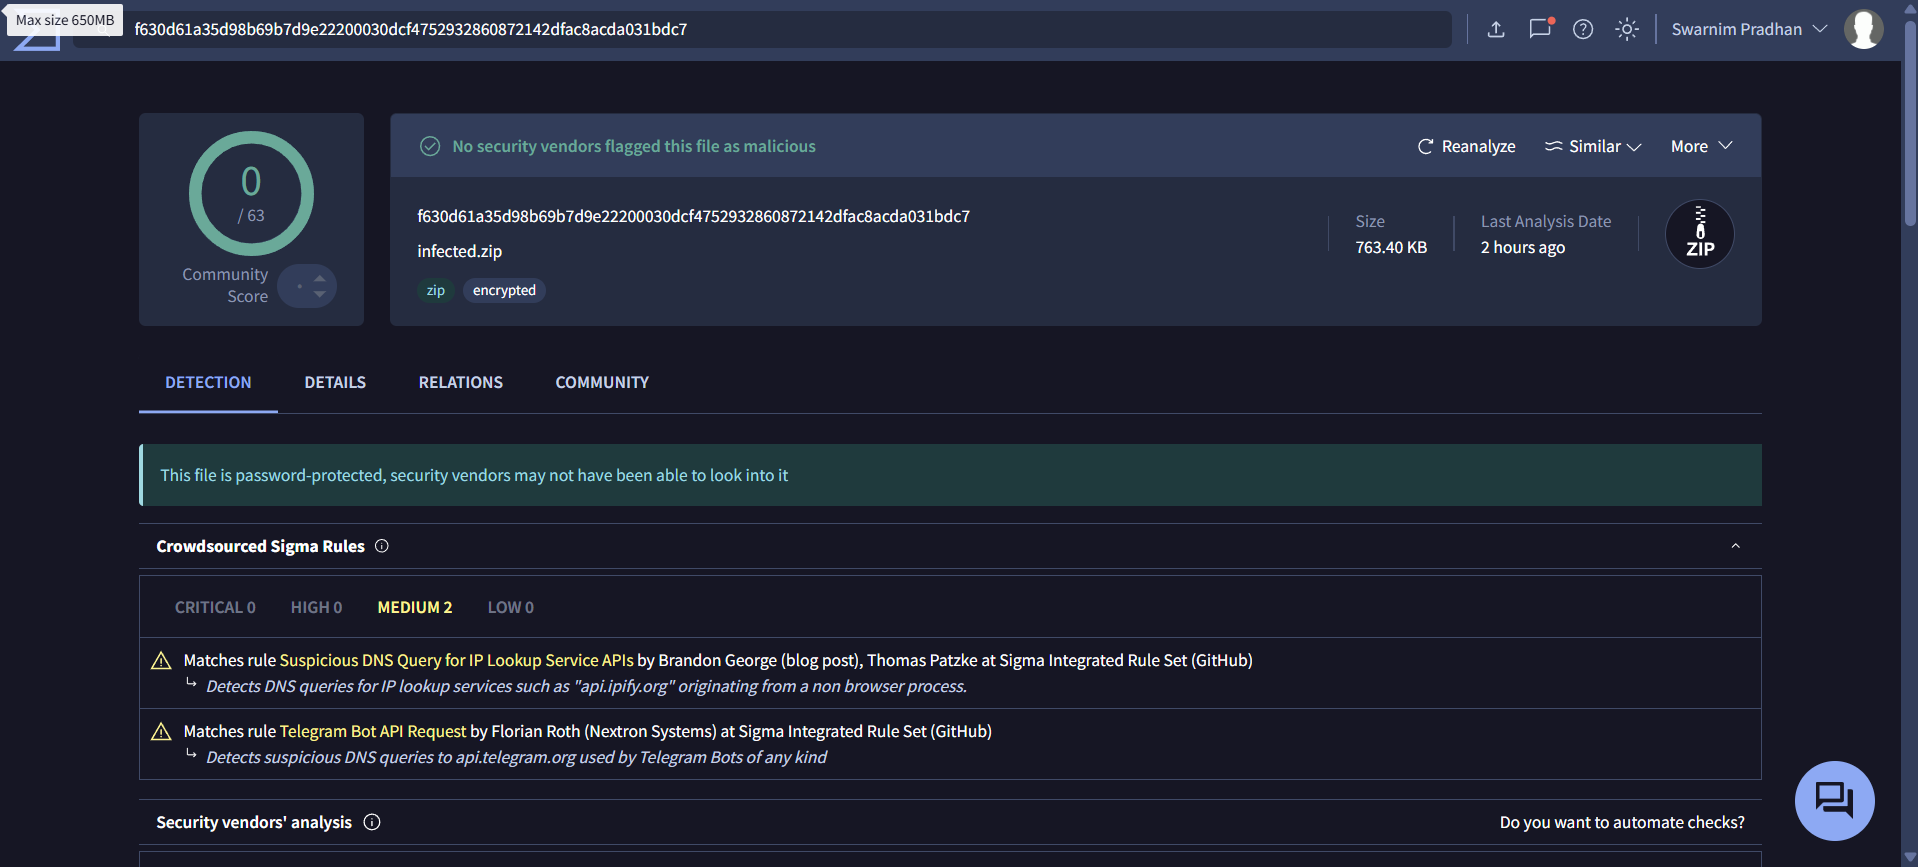 Max size 650MB
f630d61a35d98b69b7d9e22200030dcf4752932860872142dfac8acda031bdc7
Swarnim Pradhan
0
/ 63
Community
Score
No security vendors flagged this file as malicious
Reanalyze
Similar
More
f630d61a35d98b69b7d9e22200030dcf4752932860872142dfac8acda031bdc7
infected.zip
zip
encrypted
Size
763.40 KB
Last Analysis Date
2 hours ago
ZIP
DETECTION
DETAILS
RELATIONS
COMMUNITY
This file is password-protected, security vendors may not have been able to look into it
Crowdsourced Sigma Rules
CRITICAL 0
HIGH 0
MEDIUM 2
LOW 0
Matches rule Suspicious DNS Query for IP Lookup Service APIs by Brandon George (blog post), Thomas Patzke at Sigma Integrated Rule Set (GitHub)
Detects DNS queries for IP lookup services such as "api.ipify.org" originating from a non browser process.
Matches rule Telegram Bot API Request by Florian Roth (Nextron Systems) at Sigma Integrated Rule Set (GitHub)
Detects suspicious DNS queries to api.telegram.org used by Telegram Bots of any kind
Security vendors' analysis
Do you want to automate checks?